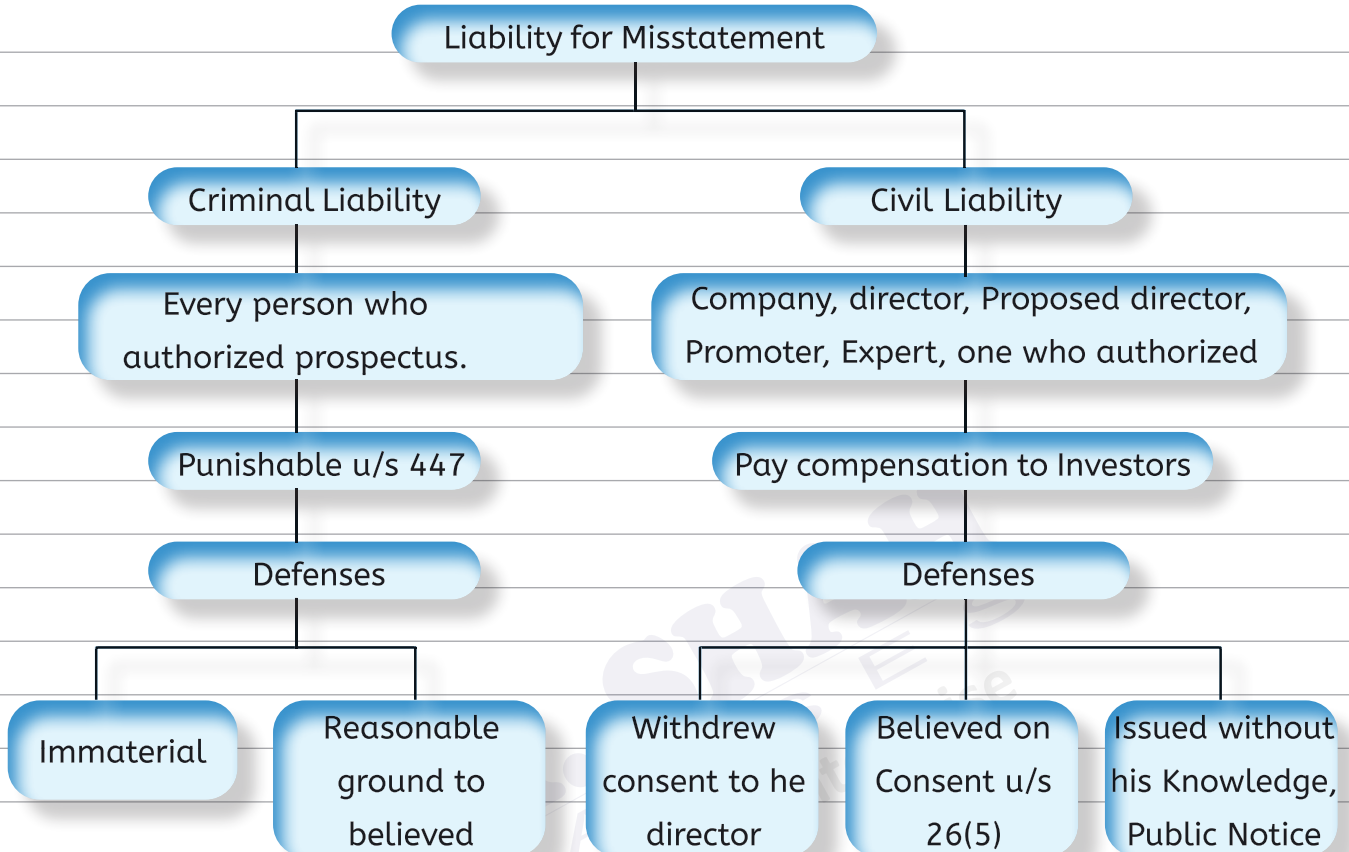 Liability for Misstatement
Criminal Liability
Civil Liability
Every person who
authorized prospectus.
Company, director, Proposed director,
Promoter, Expert, one who authorized
Punishable u/s 447
Pay compensation to Investors
Defenses
Defenses
Immaterial
Reasonable
ground to
believed
Withdrew
consent to he
director
Believed on
Consent u/s
26(5)
Issued without
his Knowledge,
Public Notice
SHAH